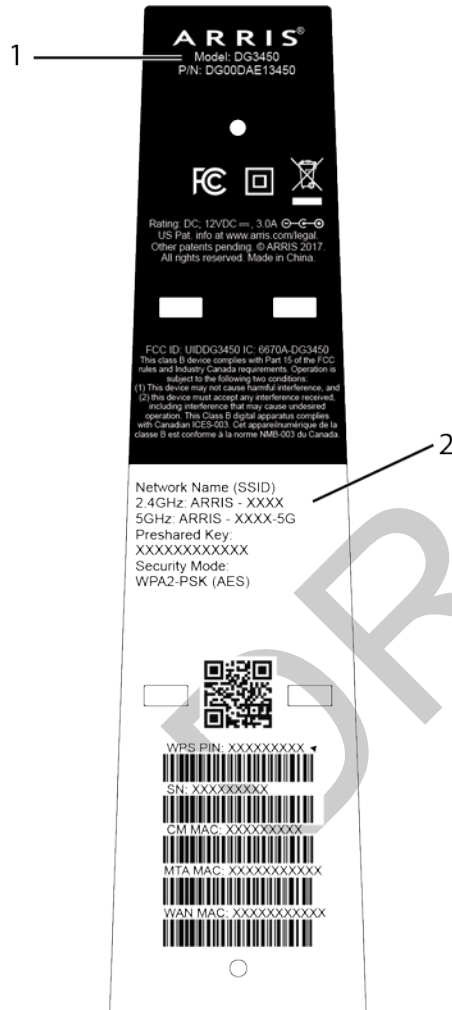 ARRIS®
1
Model: DG3450
P/N: DG00DAE13450
FC
Rating: DC; 12VDC ⎓, 3.0A
US Pat. info at www.arris.com/legal.
Other patents pending. © ARRIS 2017.
All rights reserved. Made in China.
FCC ID: UIDDG3450 IC; 6670A-DG3450
This class B device complies with Part 15 of the FCC
rules and Industry Canada requirements. Operation is
subject to the following two conditions:
(1) This device may not cause harmful interference, and
(2) this device must accept any interference received,
including interference that may cause undesired
operation. This Class B digital apparatus complies
with Canadian ICES-003. Cet appareilnumérique de la
classe B est conforme à la norme NMB-003 du Canada.
2
Network Name (SSID)
2.4GHz: ARRIS - XXXX
5GHz: ARRIS - XXXX-5G
Preshared Key:
XXXXXXXXXXXX
Security Mode:
WPA2-PSK (AES)
WPS PIN: XXXXXXXXX
SN: XXXXXXXXX
CM MAC: XXXXXXXXX
MTA MAC: XXXXXXXXXXX
WAN MAC: XXXXXXXXXXX
DR